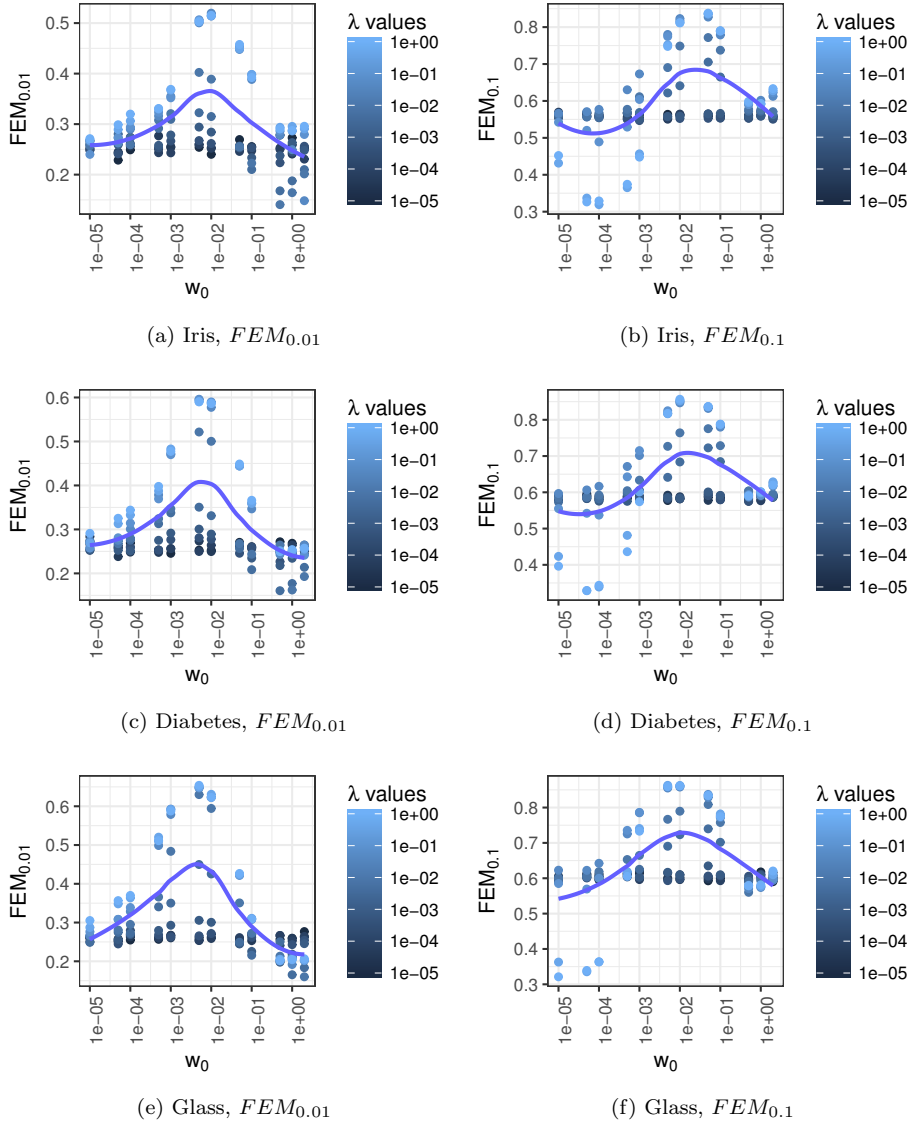 FEM0.01
0.5
0.4
0.3
0.2
1e−05
1e−04
1e−03
1e−02
1e−01
1e+00
w0
λ values
1e+00
1e−01
1e−02
1e−03
1e−04
1e−05
(a) Iris, FEM0.01
FEM0.1
0.8
0.7
0.6
0.5
0.4
0.3
1e−05
1e−04
1e−03
1e−02
1e−01
1e+00
w0
λ values
1e+00
1e−01
1e−02
1e−03
1e−04
1e−05
(b) Iris, FEM0.1
FEM0.01
0.6
0.5
0.4
0.3
0.2
1e−05
1e−04
1e−03
1e−02
1e−01
1e+00
w0
λ values
1e+00
1e−01
1e−02
1e−03
1e−04
1e−05
(c) Diabetes, FEM0.01
FEM0.1
0.8
0.7
0.6
0.5
0.4
1e−05
1e−04
1e−03
1e−02
1e−01
1e+00
w0
λ values
1e+00
1e−01
1e−02
1e−03
1e−04
1e−05
(d) Diabetes, FEM0.1
FEM0.01
0.6
0.5
0.4
0.3
0.2
1e−05
1e−04
1e−03
1e−02
1e−01
1e+00
w0
λ values
1e+00
1e−01
1e−02
1e−03
1e−04
1e−05
(e) Glass, FEM0.01
FEM0.1
0.8
0.7
0.6
0.5
0.4
0.3
1e−05
1e−04
1e−03
1e−02
1e−01
1e+00
w0
λ values
1e+00
1e−01
1e−02
1e−03
1e−04
1e−05
(f) Glass, FEM0.1